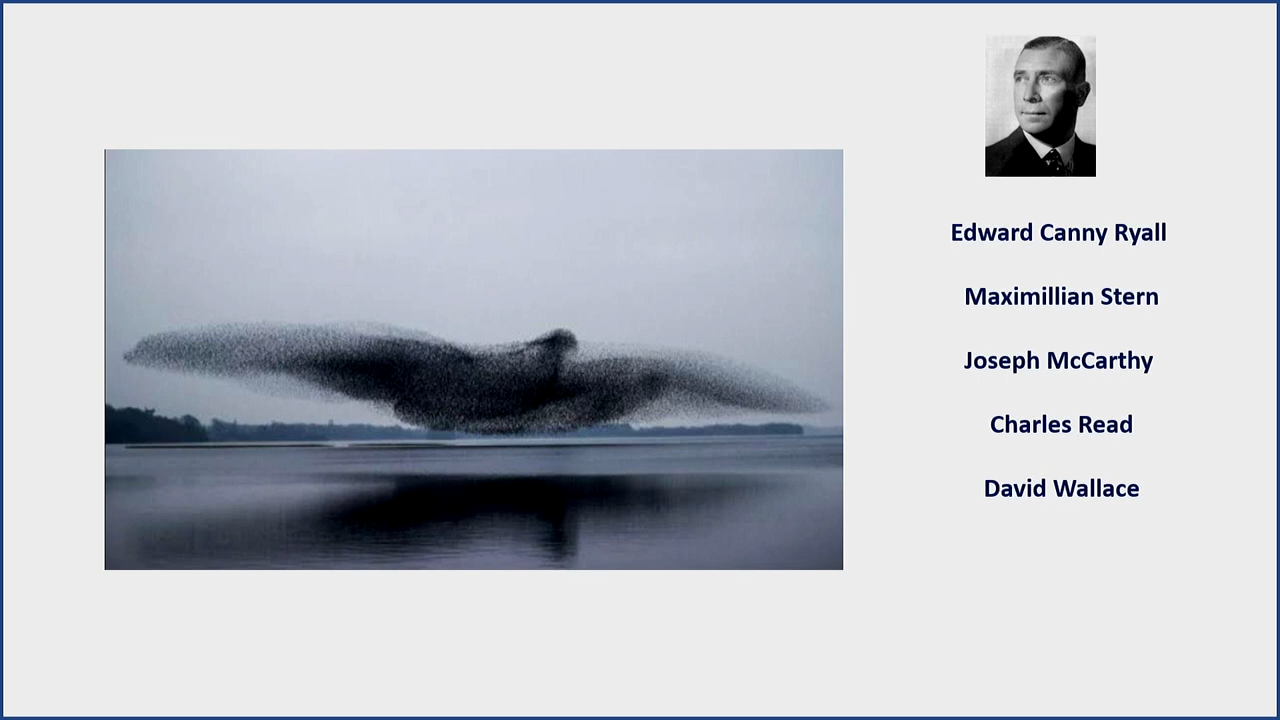 Edward Canny Ryall
Maximillian Stern
Joseph McCarthy
Charles Read
David Wallace